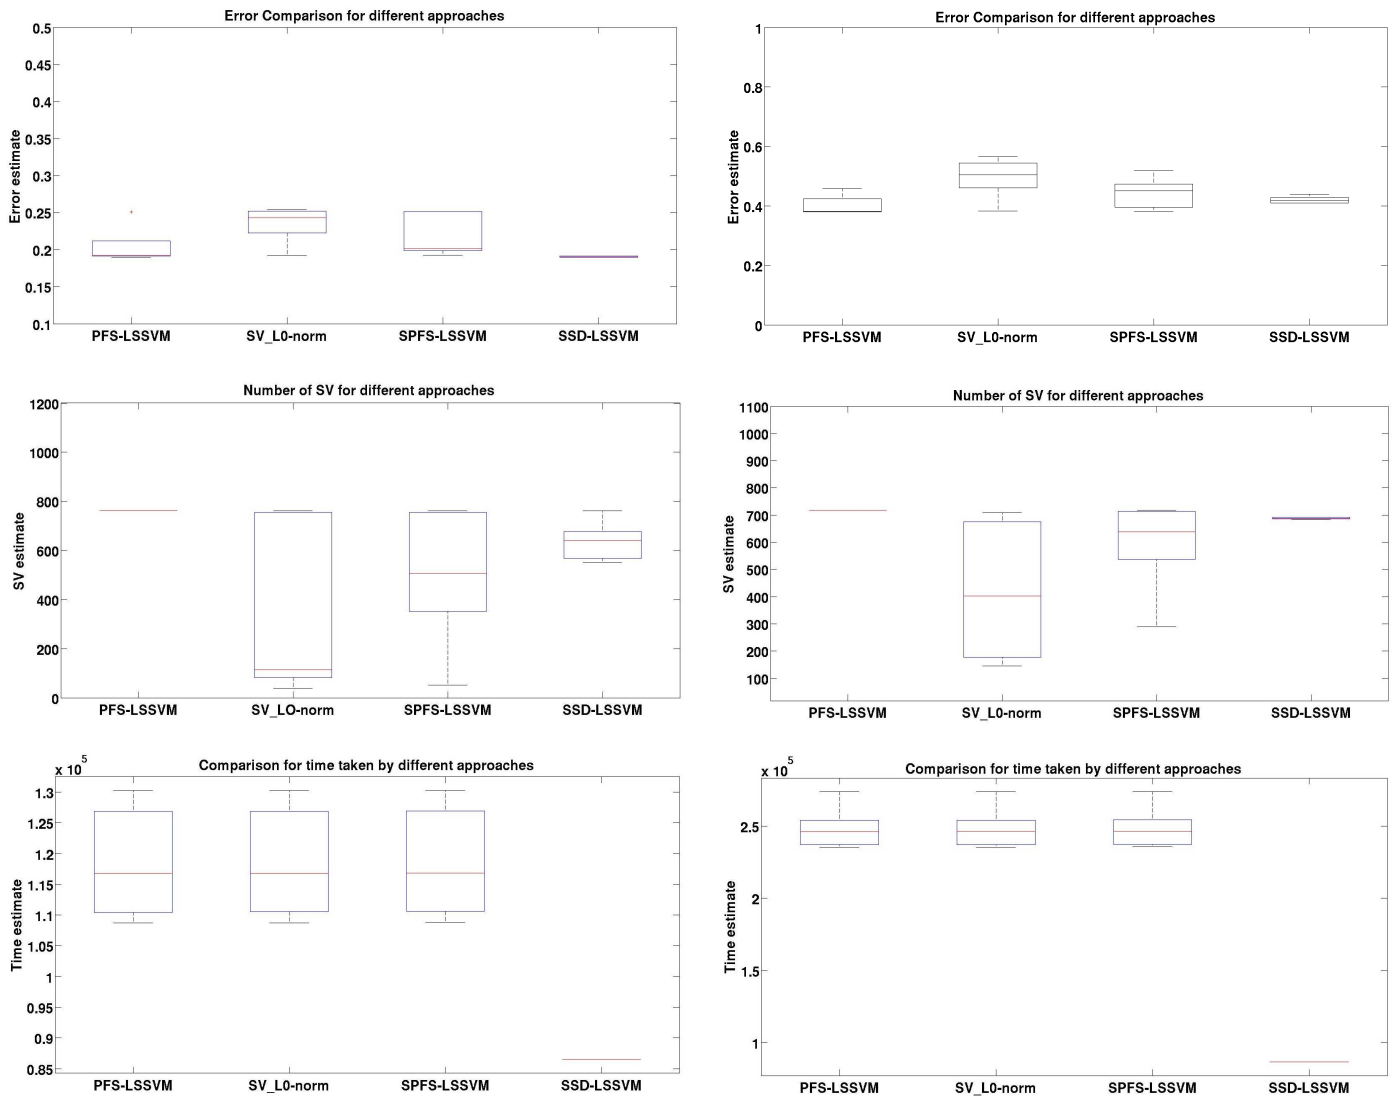 Error Comparison for different approaches
0.5
0.45
0.4
0.35
0.3
0.25
0.2
0.15
0.1
Error estimate
PFS-LSSVM SV_L0-norm SPFS-LSSVM SSD-LSSVM
Error Comparison for different approaches
1
0.8
0.6
0.4
0.2
0
Error estimate
PFS-LSSVM SV_L0-norm SPFS-LSSVM SSD-LSSVM
Number of SV for different approaches
1200
1000
800
600
400
200
0
SV estimate
PFS-LSSVM SV_LO-norm SPFS-LSSVM SSD-LSSVM
Number of SV for different approaches
1100
1000
900
800
700
600
500
400
300
200
100
SV estimate
PFS-LSSVM SV_L0-norm SPFS-LSSVM SSD-LSSVM
Comparison for time taken by different approaches
x 10^5
1.3
1.25
1.2
1.15
1.1
1.05
1
0.95
0.9
0.85
Time estimate
PFS-LSSVM SV_L0-norm SPFS-LSSVM SSD-LSSVM
Comparison for time taken by different approaches
x 10^5
2.5
2
1.5
1
Time estimate
PFS-LSSVM SV_L0-norm SPFS-LSSVM SSD-LSSVM